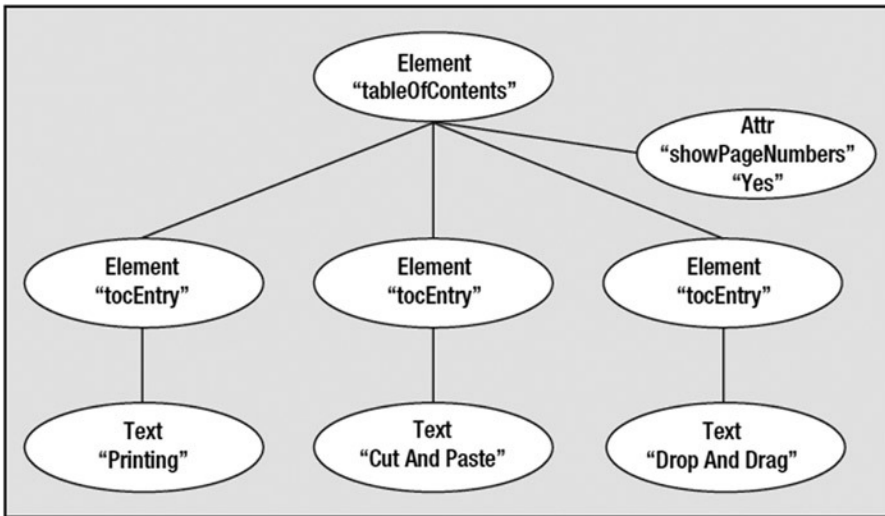 Element
“tableOfContents”
Attr
“showPageNumbers”
“Yes”
Element
“tocEntry”
Element
“tocEntry”
Element
“tocEntry”
Text
“Printing”
Text
“Cut And Paste”
Text
“Drop And Drag”